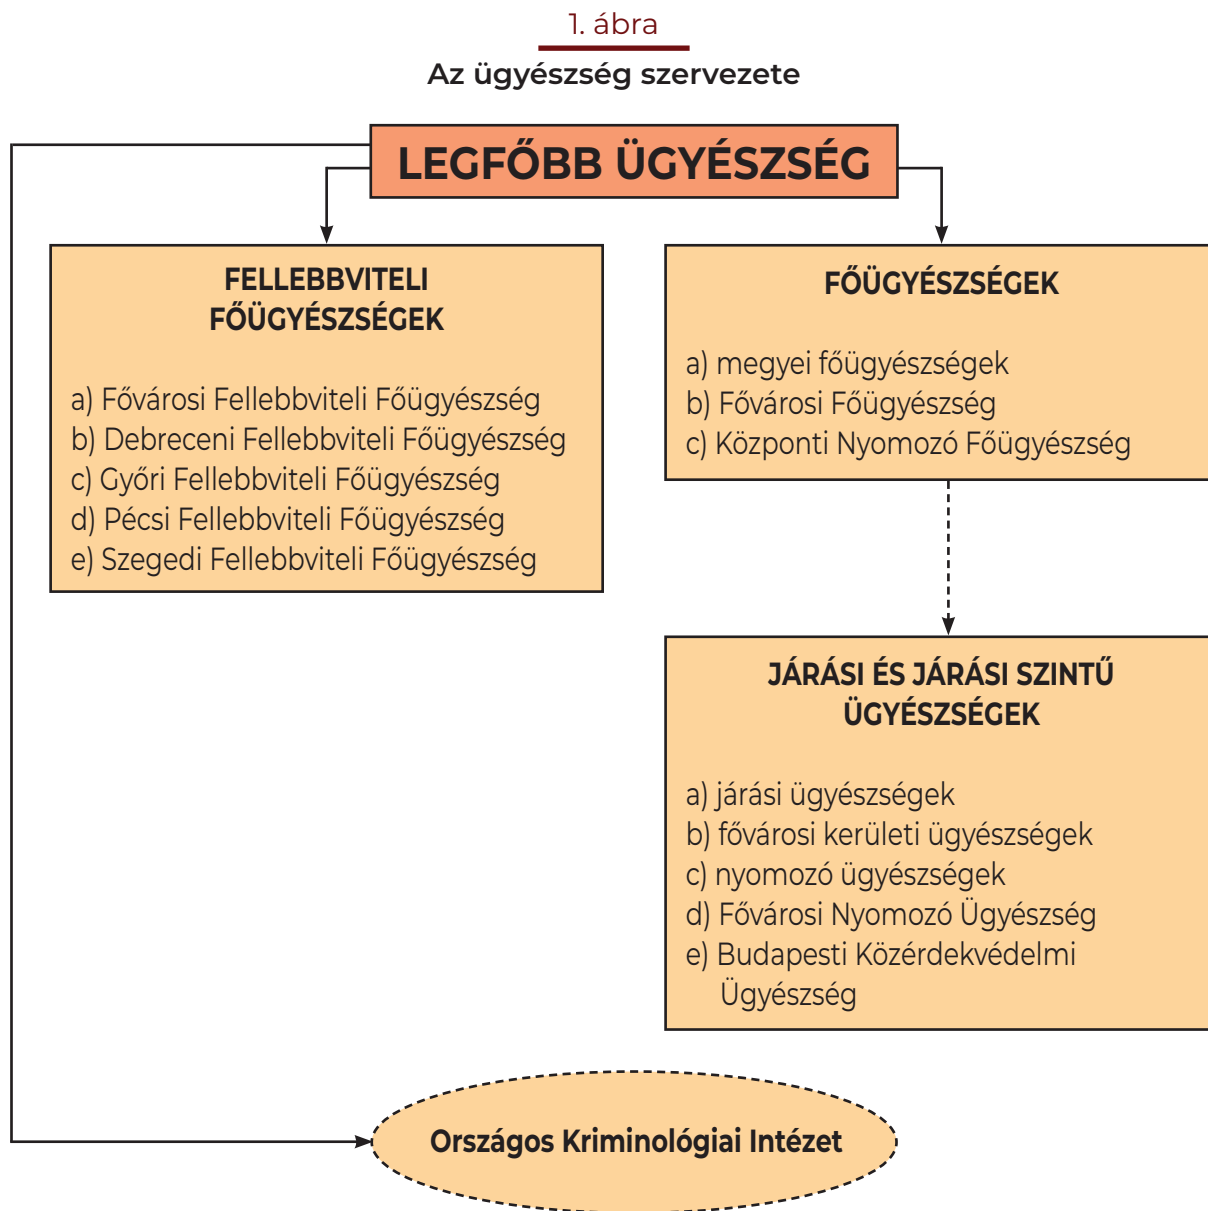 1. ábra
Az ügyészség szervezete
LEGFŐBB ÜGYÉSZSÉG
FELLEBBVITELI
FŐÜGYÉSZSÉGEK
a) Fővárosi Fellebbviteli Főügyészség
b) Debreceni Fellebbviteli Főügyészség
c) Győri Fellebbviteli Főügyészség
d) Pécsi Fellebbviteli Főügyészség
e) Szegedi Fellebbviteli Főügyészség
FŐÜGYÉSZSÉGEK
a) megyei főügyészségek
b) Fővárosi Főügyészség
c) Központi Nyomozó Főügyészség
JÁRÁSI ÉS JÁRÁSI SZINTŰ
ÜGYÉSZSÉGEK
a) járási ügyészségek
b) fővárosi kerületi ügyészségek
c) nyomozó ügyészségek
d) Fővárosi Nyomozó Ügyészség
e) Budapesti Közérdekvédelmi
Ügyészség
Országos Kriminológiai Intézet